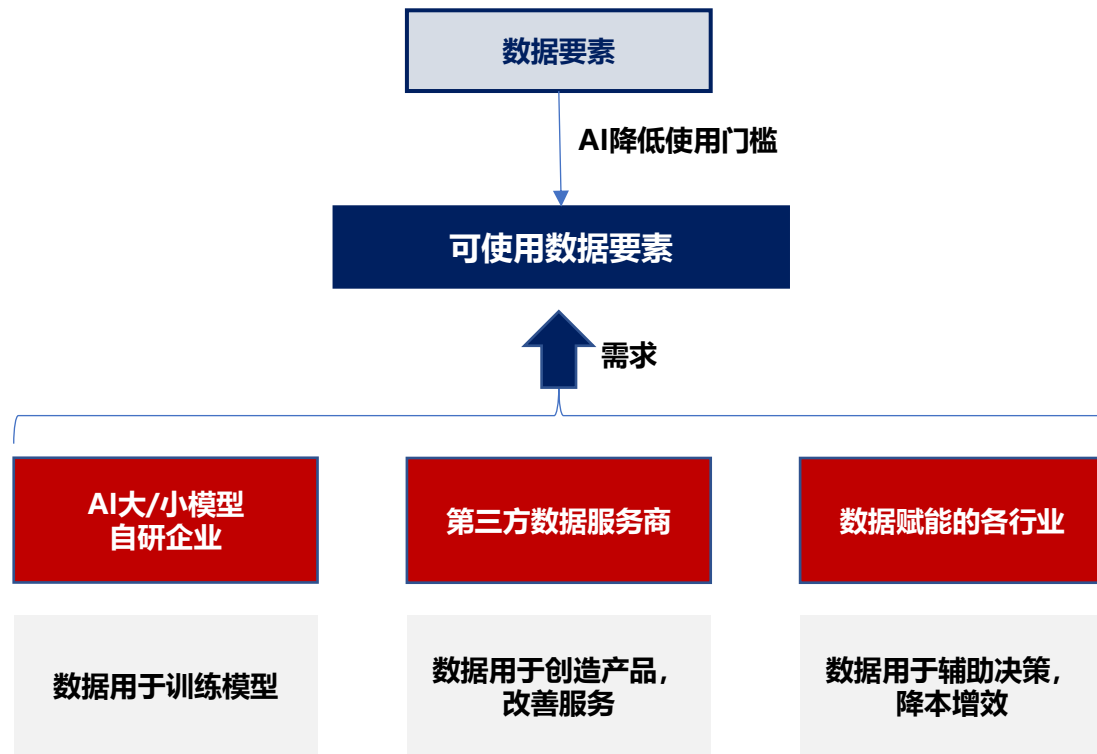 数据要素
AI降低使用门槛
可使用数据要素
需求
AI大/小模型
自研企业
第三方数据服务商
数据赋能的各行业
数据用于训练模型
数据用于创造产品，
改善服务
数据用于辅助决策，
降本增效